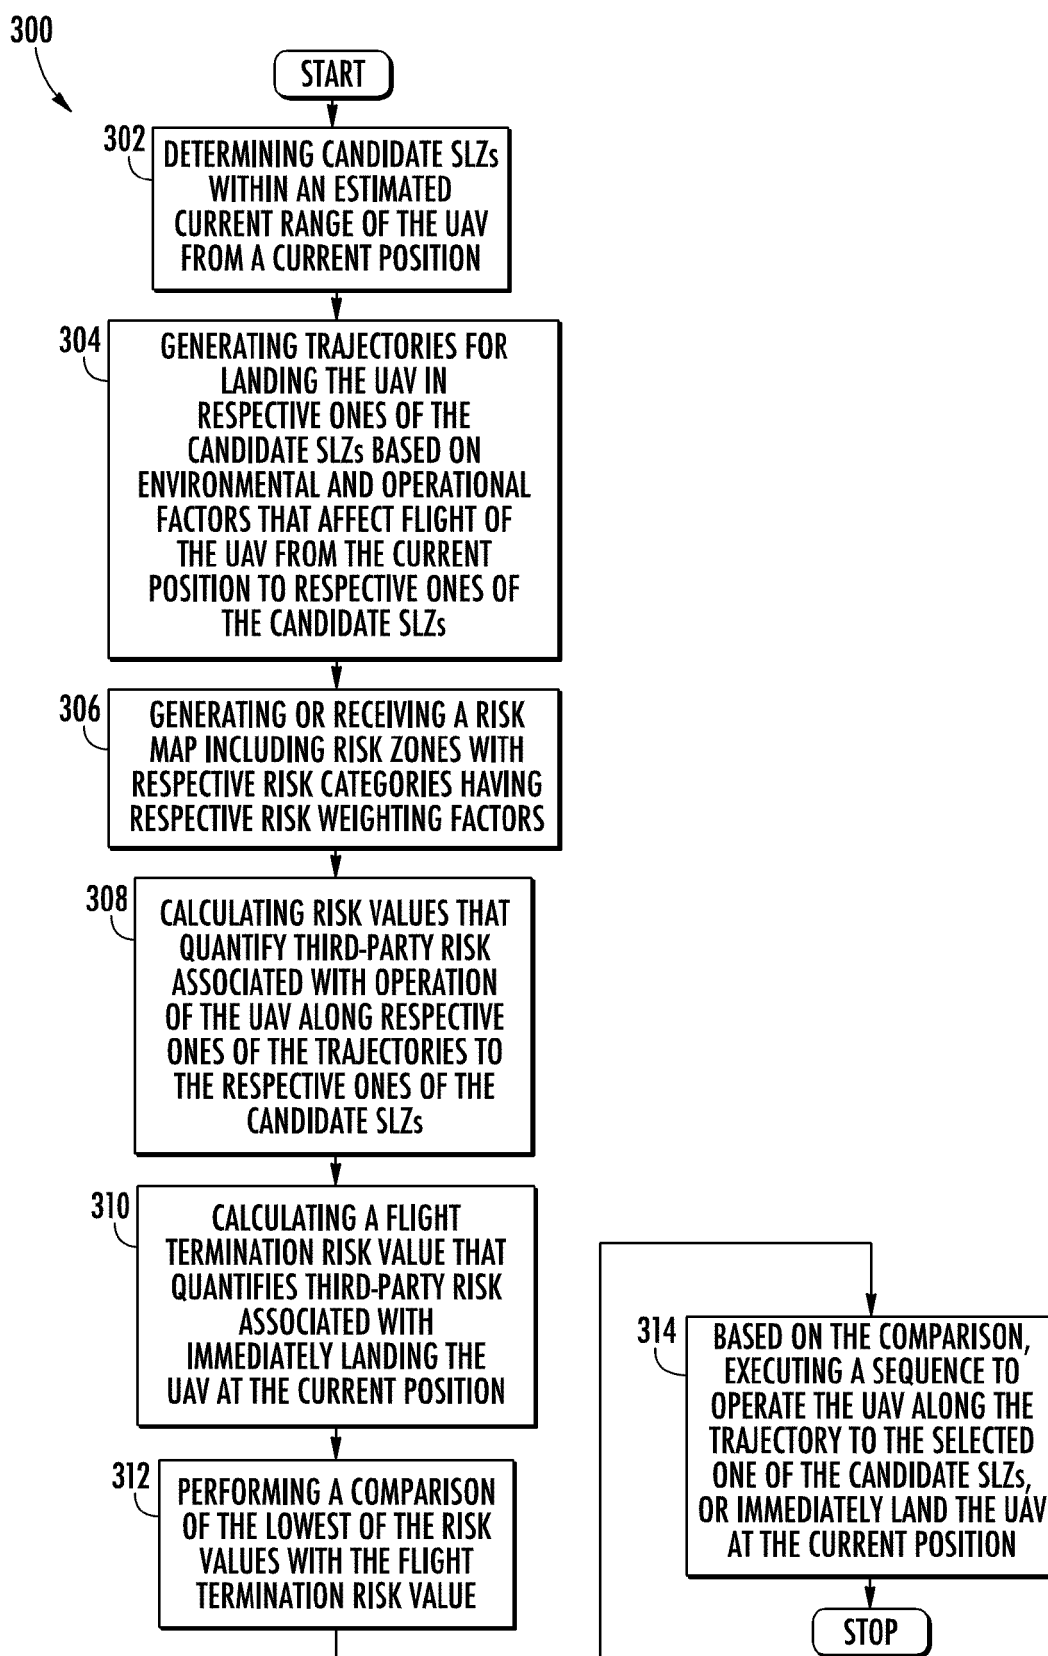 300
START
302
DETERMINING CANDIDATE SLZs
WITHIN AN ESTIMATED
CURRENT RANGE OF THE UAV
FROM A CURRENT POSITION
304
GENERATING TRAJECTORIES FOR
LANDING THE UAV IN
RESPECTIVE ONES OF THE
CANDIDATE SLZs BASED ON
ENVIRONMENTAL AND OPERATIONAL
FACTORS THAT AFFECT FLIGHT OF
THE UAV FROM THE CURRENT
POSITION TO RESPECTIVE ONES OF
THE CANDIDATE SLZs
306
GENERATING OR RECEIVING A RISK
MAP INCLUDING RISK ZONES WITH
RESPECTIVE RISK CATEGORIES HAVING
RESPECTIVE RISK WEIGHTING FACTORS
308
CALCULATING RISK VALUES THAT
QUANTIFY THIRD-PARTY RISK
ASSOCIATED WITH OPERATION
OF THE UAV ALONG RESPECTIVE
ONES OF THE TRAJECTORIES TO
THE RESPECTIVE ONES OF THE
CANDIDATE SLZs
310
CALCULATING A FLIGHT
TERMINATION RISK VALUE THAT
QUANTIFIES THIRD-PARTY RISK
ASSOCIATED WITH
IMMEDIATELY LANDING THE
UAV AT THE CURRENT POSITION
312
PERFORMING A COMPARISON
OF THE LOWEST OF THE RISK
VALUES WITH THE FLIGHT
TERMINATION RISK VALUE
314
BASED ON THE COMPARISON,
EXECUTING A SEQUENCE TO
OPERATE THE UAV ALONG THE
TRAJECTORY TO THE SELECTED
ONE OF THE CANDIDATE SLZs,
OR IMMEDIATELY LAND THE UAV
AT THE CURRENT POSITION
STOP